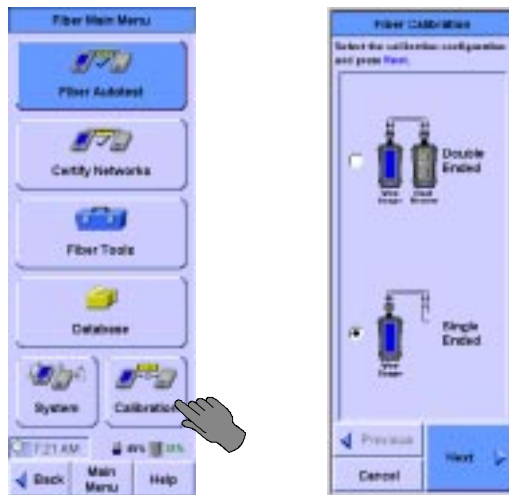 Fiber Main Menu
Fiber Autotest
Certify Networks
Fiber Tools
Database
System
Calibration
7:21 AM
Back
Main
Menu
Help
Fiber Calibration
Select the calibration configuration
and press Next.
Double
Ended
Single
Ended
Previous
Next
Cancel